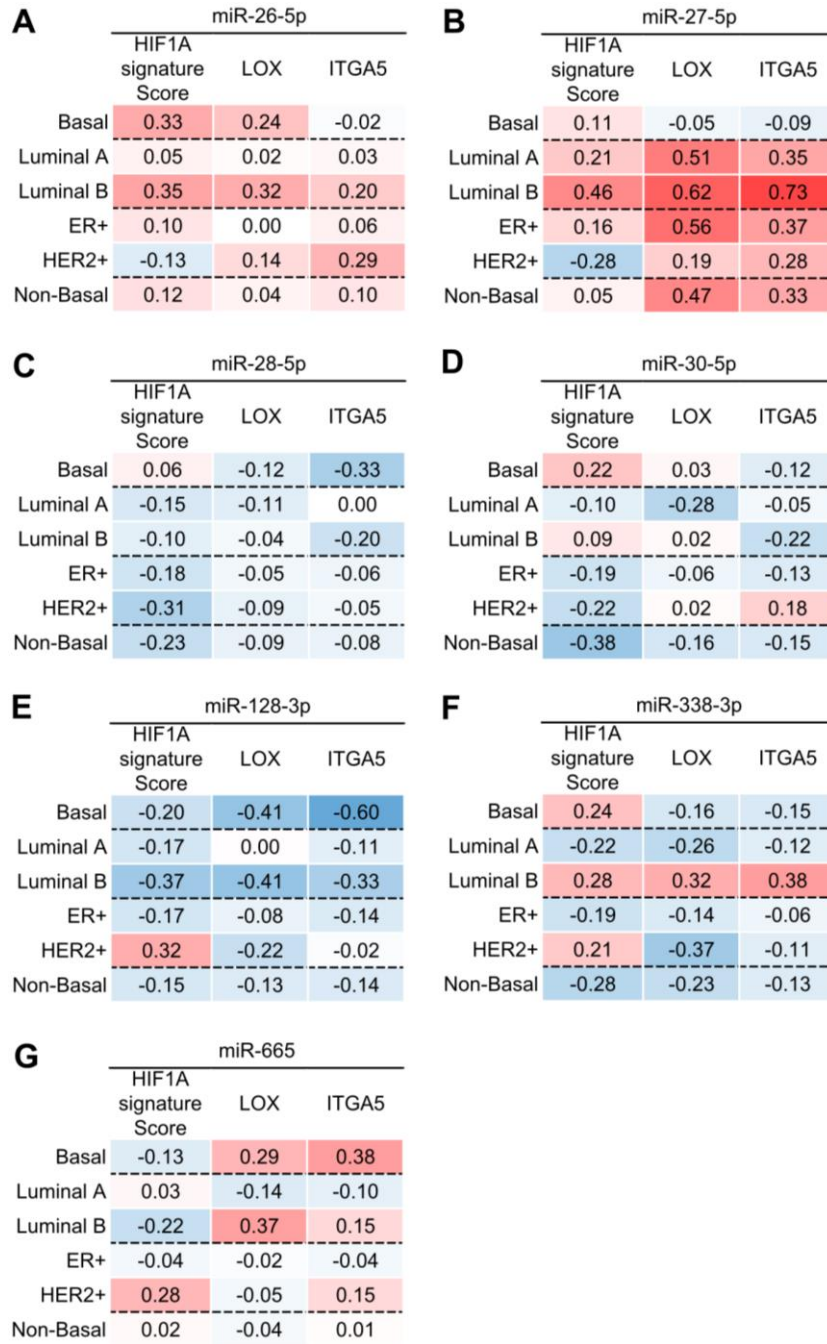 A
miR-26-5p
HIF1A
signature
Score
LOX
ITGA5
Basal 0.33 0.24 -0.02
Luminal A 0.05 0.02 0.03
Luminal B 0.35 0.32 0.20
ER+ 0.10 0.00 0.06
HER2+ -0.13 0.14 0.29
Non-Basal 0.12 0.04 0.10
B
miR-27-5p
HIF1A
signature
Score
LOX
ITGA5
Basal 0.11 -0.05 -0.09
Luminal A 0.21 0.51 0.35
Luminal B 0.46 0.62 0.73
ER+ 0.16 0.56 0.37
HER2+ -0.28 0.19 0.28
Non-Basal 0.05 0.47 0.33
C
miR-28-5p
HIF1A
signature
Score
LOX
ITGA5
Basal 0.06 -0.12 -0.33
Luminal A -0.15 -0.11 0.00
Luminal B -0.10 -0.04 -0.20
ER+ -0.18 -0.05 -0.06
HER2+ -0.31 -0.09 -0.05
Non-Basal -0.23 -0.09 -0.08
D
miR-30-5p
HIF1A
signature
Score
LOX
ITGA5
Basal 0.22 0.03 -0.12
Luminal A -0.10 -0.28 -0.05
Luminal B 0.09 0.02 -0.22
ER+ -0.19 -0.06 -0.13
HER2+ -0.22 0.02 0.18
Non-Basal -0.38 -0.16 -0.15
E
miR-128-3p
HIF1A
signature
Score
LOX
ITGA5
Basal -0.20 -0.41 -0.60
Luminal A -0.17 0.00 -0.11
Luminal B -0.37 -0.41 -0.33
ER+ -0.17 -0.08 -0.14
HER2+ 0.32 -0.22 -0.02
Non-Basal -0.15 -0.13 -0.14
F
miR-338-3p
HIF1A
signature
Score
LOX
ITGA5
Basal 0.24 -0.16 -0.15
Luminal A -0.22 -0.26 -0.12
Luminal B 0.28 0.32 0.38
ER+ -0.19 -0.14 -0.06
HER2+ 0.21 -0.37 -0.11
Non-Basal -0.28 -0.23 -0.13
G
miR-665
HIF1A
signature
Score
LOX
ITGA5
Basal -0.13 0.29 0.38
Luminal A 0.03 -0.14 -0.10
Luminal B -0.22 0.37 0.15
ER+ -0.04 -0.02 -0.04
HER2+ 0.28 -0.05 0.15
Non-Basal 0.02 -0.04 0.01